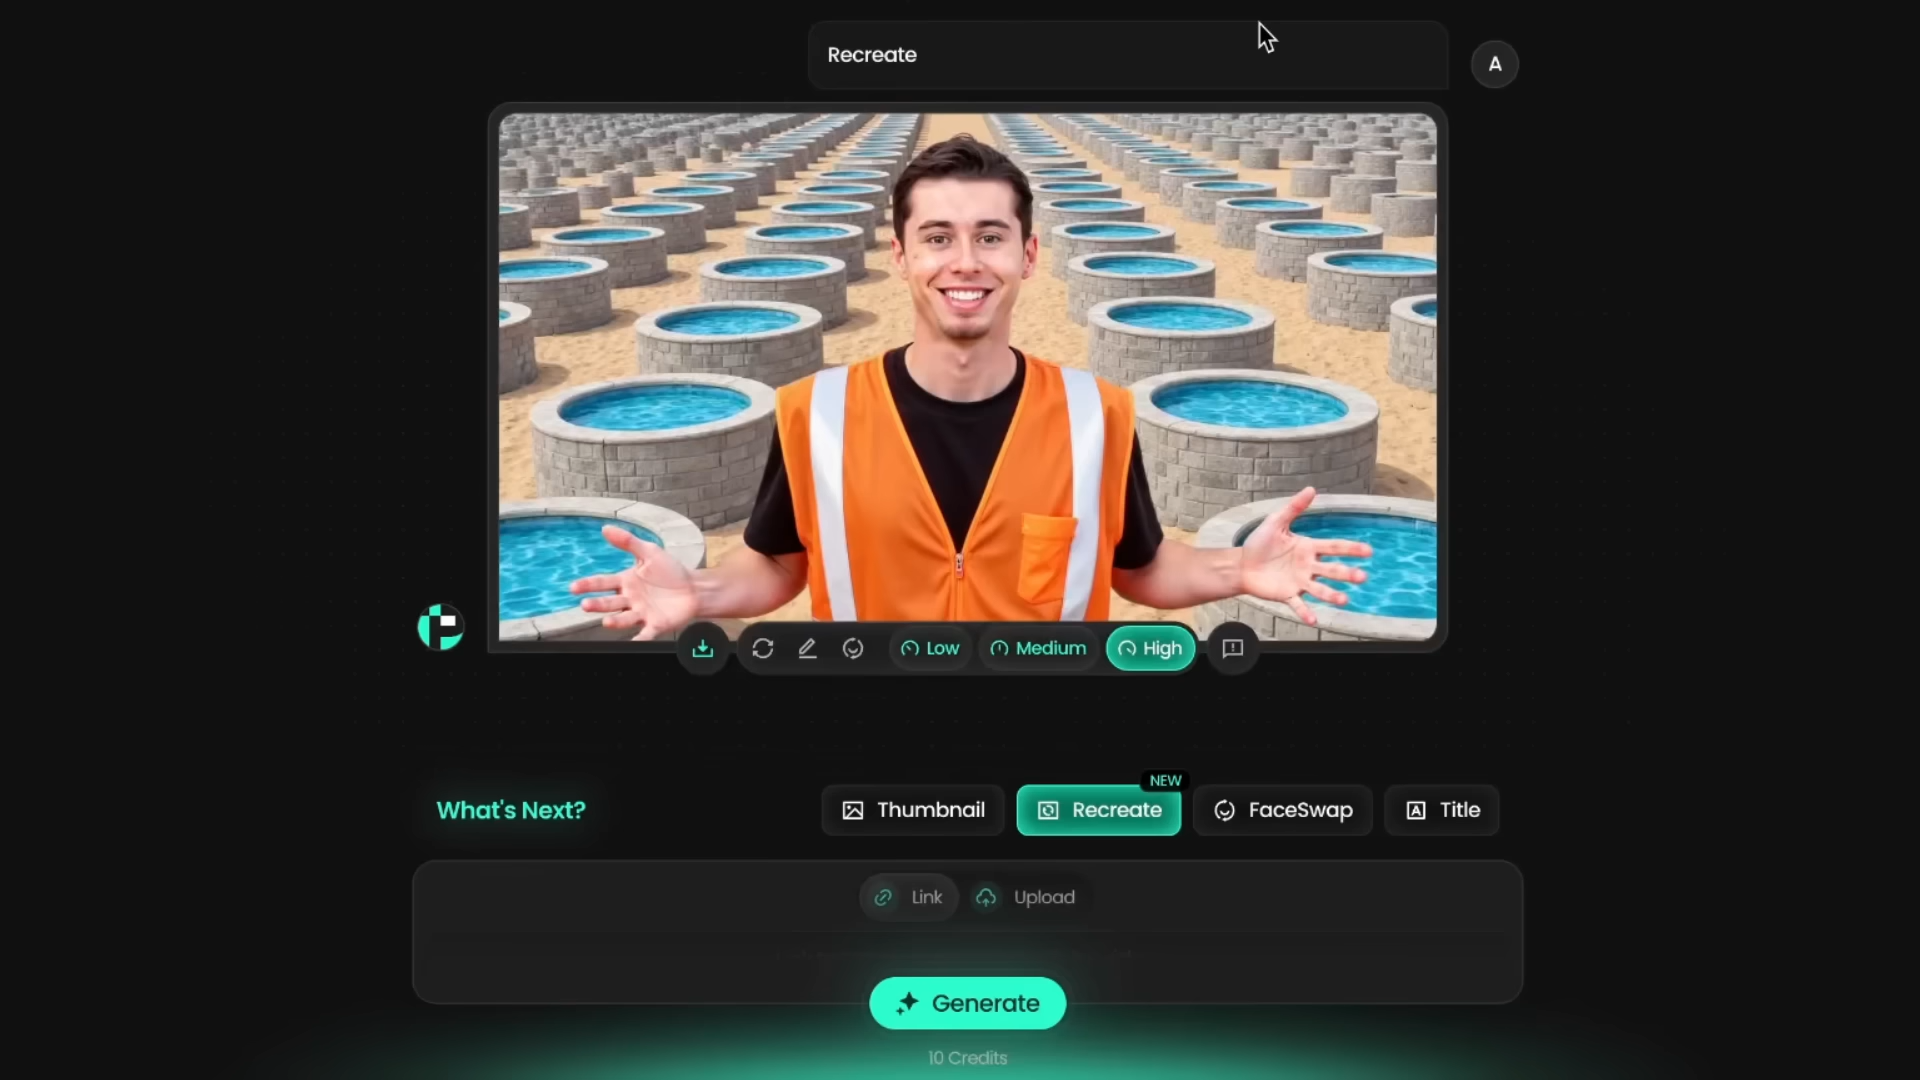 Recreate
A
Low
Medium
High
What's Next?
Thumbnail
NEW
Recreate
FaceSwap
Title
Link
Upload
Generate
10 Credits